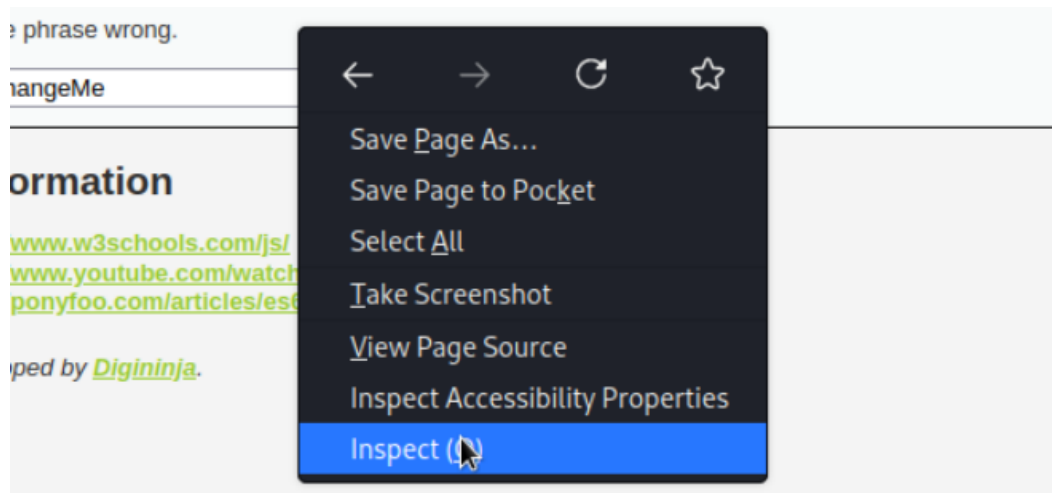 phrase wrong.
hangeMe
ormation
www.w3schools.com/js/
www.youtube.com/watch
ponyfoo.com/articles/es6
ped by Digininja.
Save Page As...
Save Page to Pocket
Select All
Take Screenshot
View Page Source
Inspect Accessibility Properties
Inspect (Q)